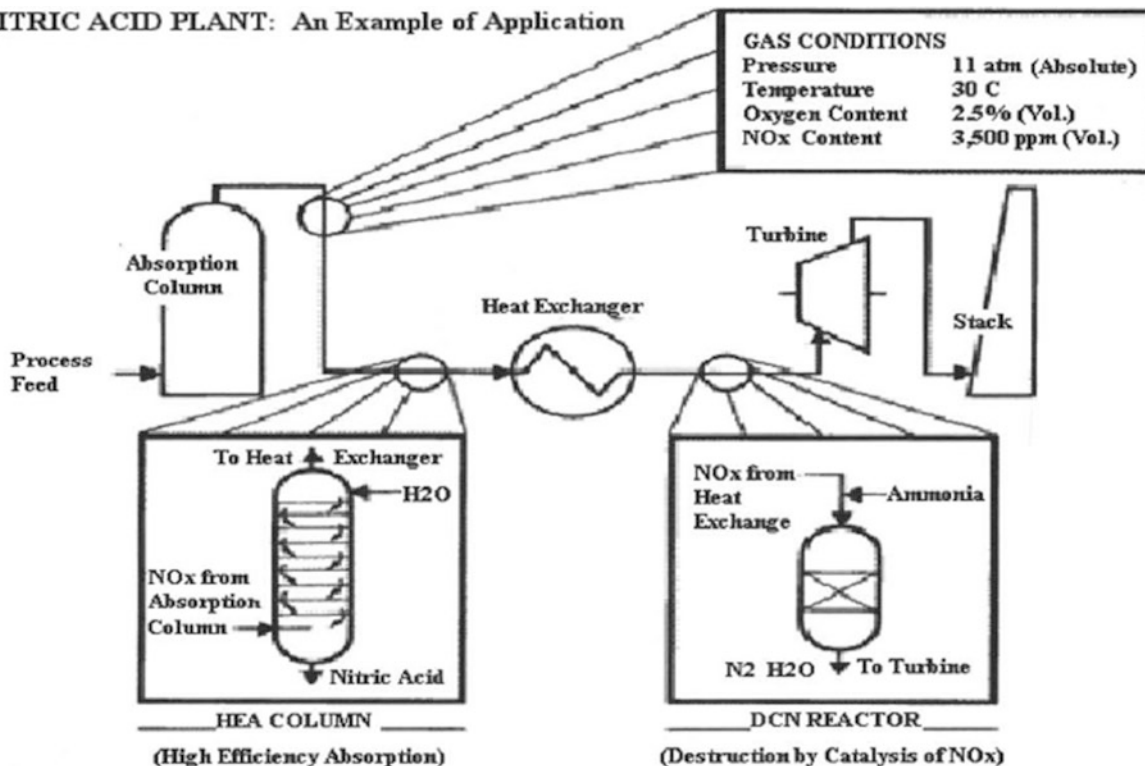 ITRIC ACID PLANT: An Example of Application
GAS CONDITIONS
Pressure 11 atm (Absolute)
Temperature 30 C
Oxygen Content 2.5% (Vol.)
NOx Content 3,500 ppm (Vol.)
Absorption
Column
Process
Feed
Heat Exchanger
Turbine
Stack
To Heat Exchanger
H2O
NOx from
Absorption
Column
Nitric Acid
HEA COLUMN
(High Efficiency Absorption)
NOx from
Heat
Exchange
Ammonia
N2 H2O To Turbine
DCN REACTOR
(Destruction by Catalysis of NOx)